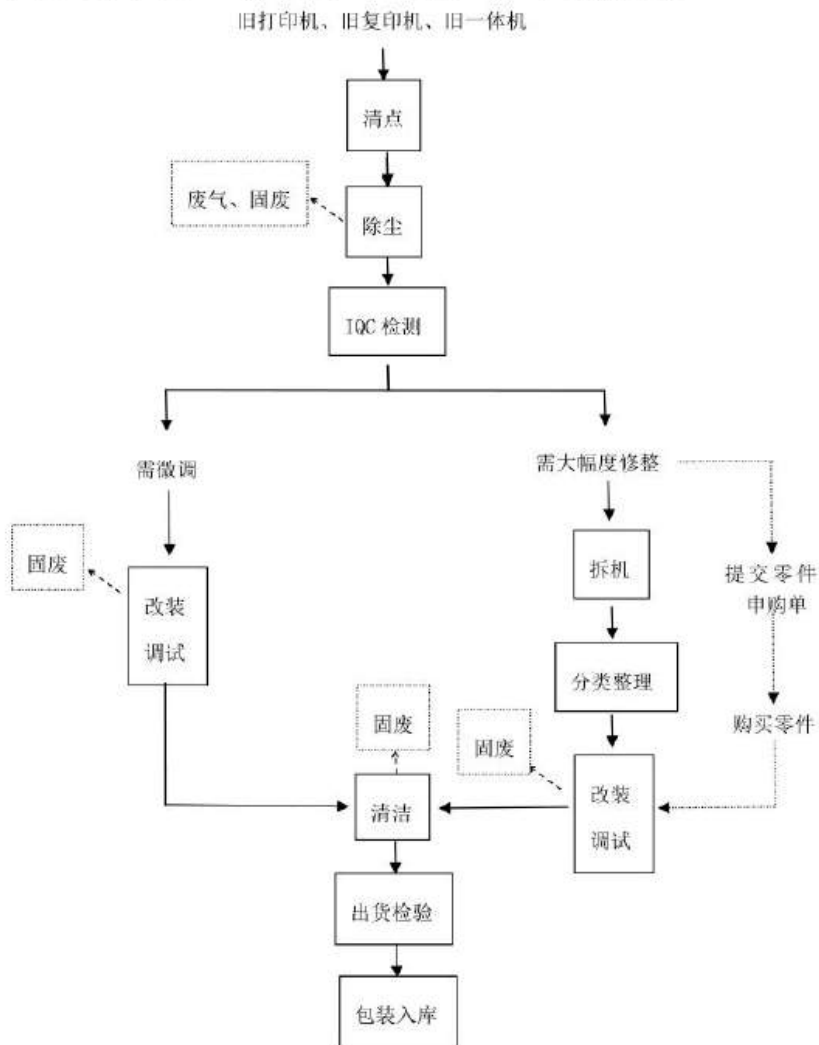 旧打印机、旧复印机、旧一体机
清点
废气、固废
除尘
IQC 检测
需微调
需大幅度修整
固废
改装
调试
拆机
提交零件
申购单
分类整理
购买零件
固废
固废
清洁
改装
调试
出货检验
包装入库